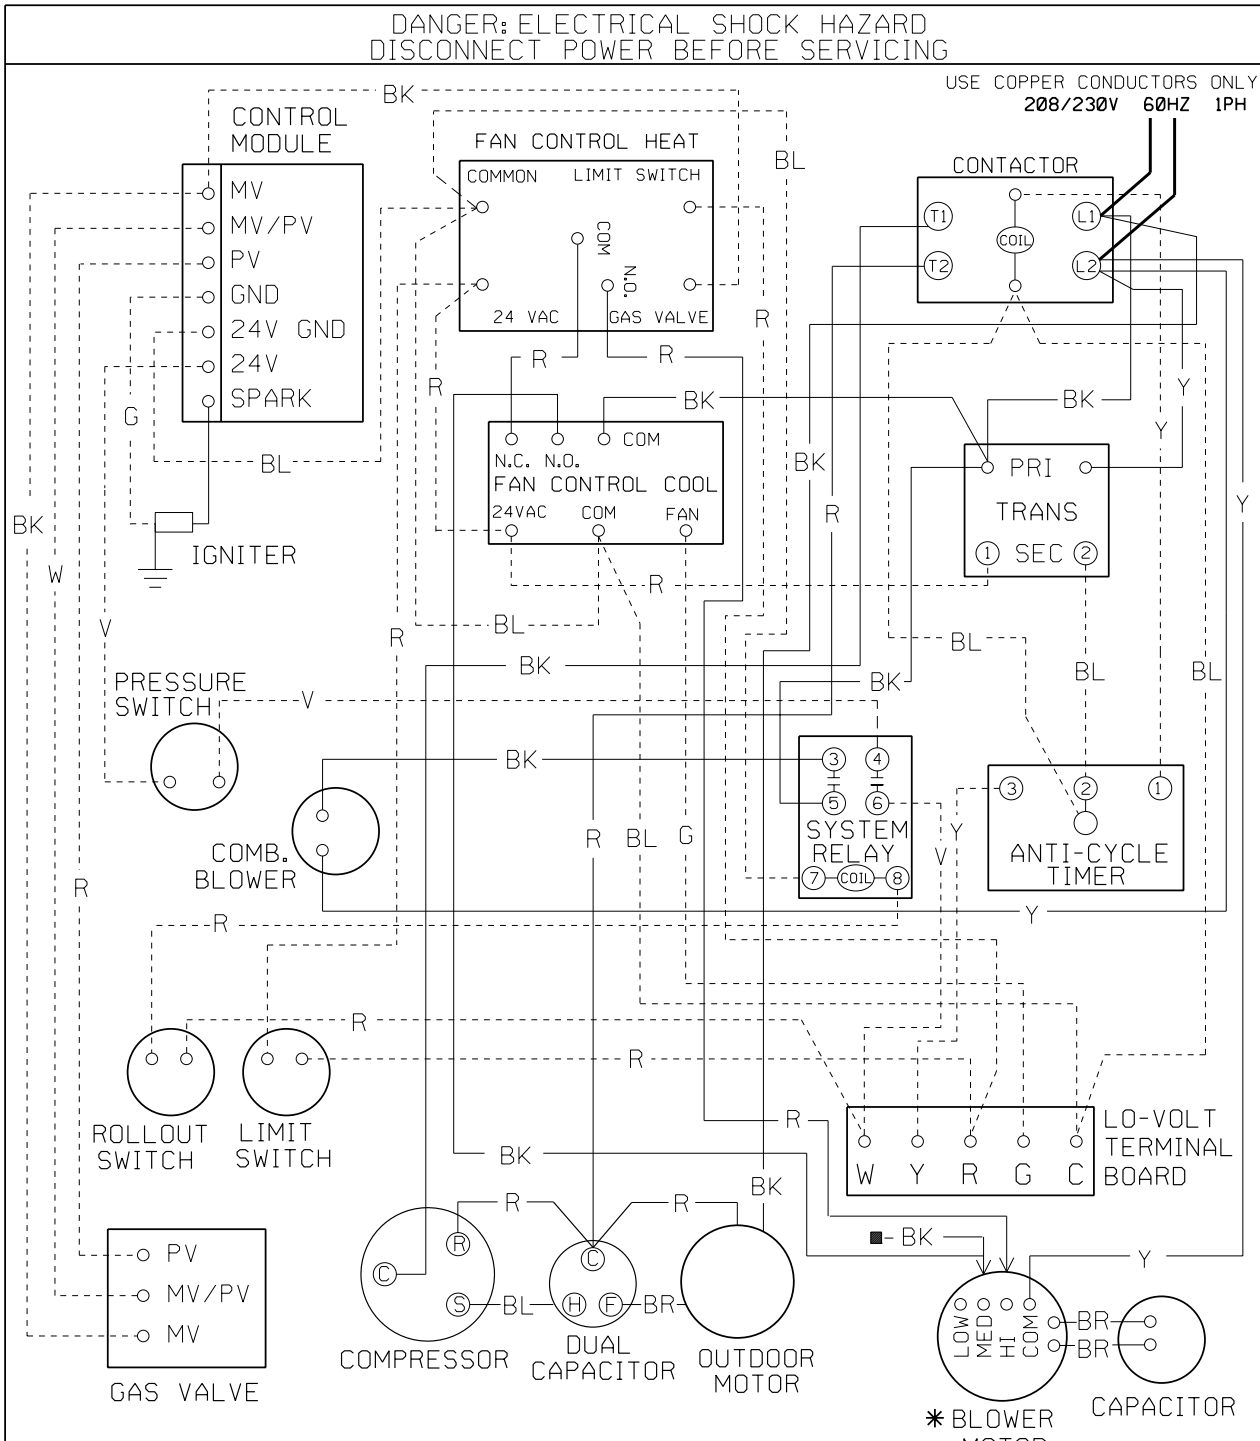 DANGER: ELECTRICAL SHOCK HAZARD
DISCONNECT POWER BEFORE SERVICING
USE COPPER CONDUCTORS ONLY
208/230V 60HZ 1PH
BK
CONTROL
MODULE
MV
MV/PV
PV
GND
24V GND
24V
SPARK
FAN CONTROL HEAT
COMMON
LIMIT SWITCH
COM
N.O.
24 VAC
GAS VALVE
BL
CONTACTOR
T1
L1
COIL
T2
L2
R
R
R
R
BK
BK
Y
Y
G
BL
BK
R
Y
COM
N.C. N.O.
FAN CONTROL COOL
24VAC
COM
FAN
PRI
TRANS
1
SEC
2
BK
W
IGNITER
R
V
R
BL
BL
BL
BL
BK
BK
PRESSURE
SWITCH
V
BK
3
4
5
6
SYSTEM
RELAY
7
COIL
8
3
2
1
ANTI-CYCLE
TIMER
COMB.
BLOWER
R
BL
G
Y
V
R
R
Y
R
R
ROLLOUT
SWITCH
LIMIT
SWITCH
R
BK
BK
LO-VOLT
TERMINAL
BOARD
W
Y
R
G
C
PV
MV/PV
MV
GAS VALVE
R
R
R
C
S
BL
COMPRESSOR
C
H
F
BR
DUAL
CAPACITOR
OUTDOOR
MOTOR
- BK
Y
LOW
MED
HI
COM
BR
BR
* BLOWER
MOTOR
CAPACITOR